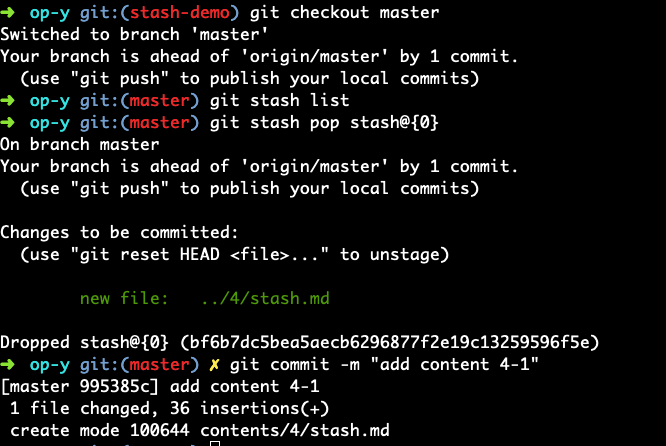 ➜ op-y git:(stash-demo) git checkout master
Switched to branch 'master'
Your branch is ahead of 'origin/master' by 1 commit.
(use "git push" to publish your local commits)
➜ op-y git:(master) git stash list
➜ op-y git:(master) git stash pop stash@{0}
On branch master
Your branch is ahead of 'origin/master' by 1 commit.
(use "git push" to publish your local commits)
Changes to be committed:
(use "git reset HEAD <file>..." to unstage)
new file: ../4/stash.md
Dropped stash@{0} (bf6b7dc5bea5aecb6296877f2e19c13259596f5e)
➜ op-y git:(master) ✗ git commit -m "add content 4-1"
[master 995385c] add content 4-1
1 file changed, 36 insertions(+)
create mode 100644 contents/4/stash.md